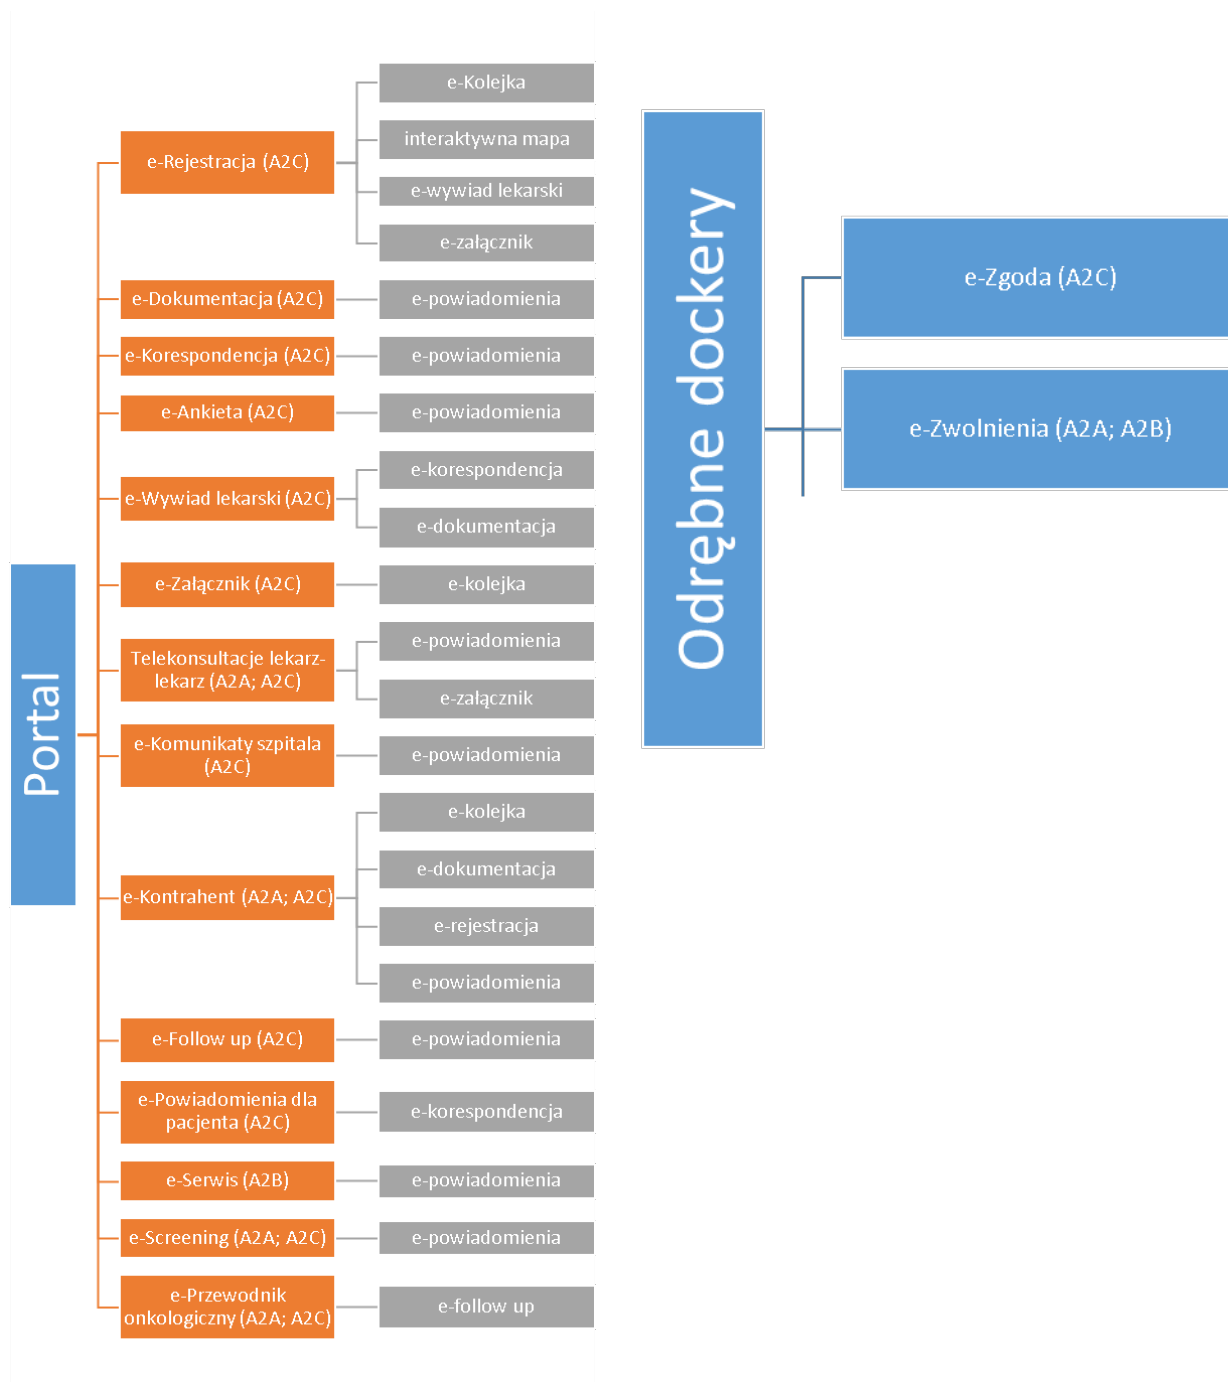 Portal
e-Rejestracja (A2C)
e-Kolejka
interaktywna mapa
e-wywiad lekarski
e-załącznik
e-Dokumentacja (A2C)
e-powiadomienia
e-Korespondencja (A2C)
e-powiadomienia
e-Ankieta (A2C)
e-powiadomienia
e-Wywiad lekarski (A2C)
e-korespondencja
e-dokumentacja
e-Załącznik (A2C)
e-kolejka
Telekonsultacje lekarz-
lekarz (A2A; A2C)
e-powiadomienia
e-załącznik
e-Komunikaty szpitala
(A2C)
e-powiadomienia
e-Kontrahent (A2A; A2C)
e-kolejka
e-dokumentacja
e-rejestracja
e-powiadomienia
e-Follow up (A2C)
e-powiadomienia
e-Powiadomienia dla
pacjenta (A2C)
e-korespondencja
e-Serwis (A2B)
e-powiadomienia
e-Screening (A2A; A2C)
e-powiadomienia
e-Przewodnik
onkologiczny (A2A; A2C)
e-follow up
Odrębne dockery
e-Zgoda (A2C)
e-Zwolnienia (A2A; A2B)